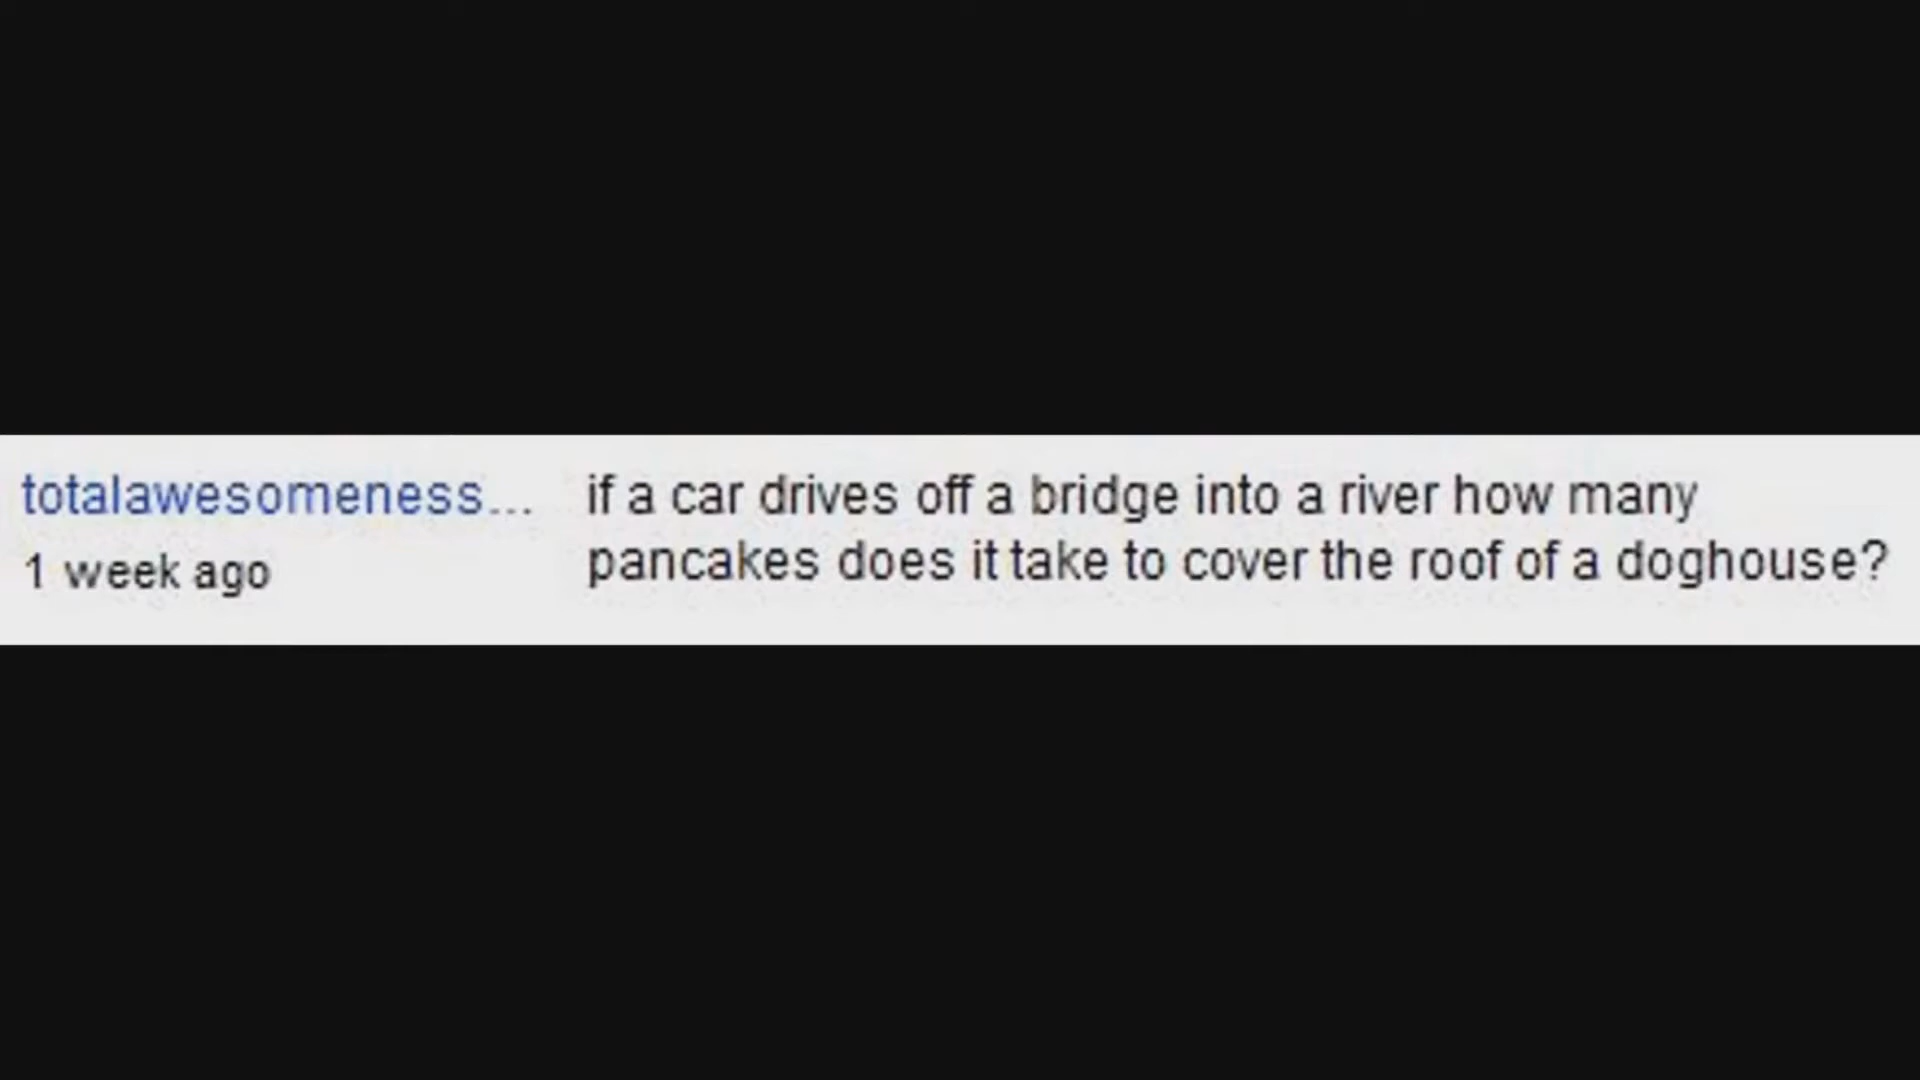 totalawesomeness...
1 week ago
if a car drives off a bridge into a river how many
pancakes does it take to cover the roof of a doghouse?